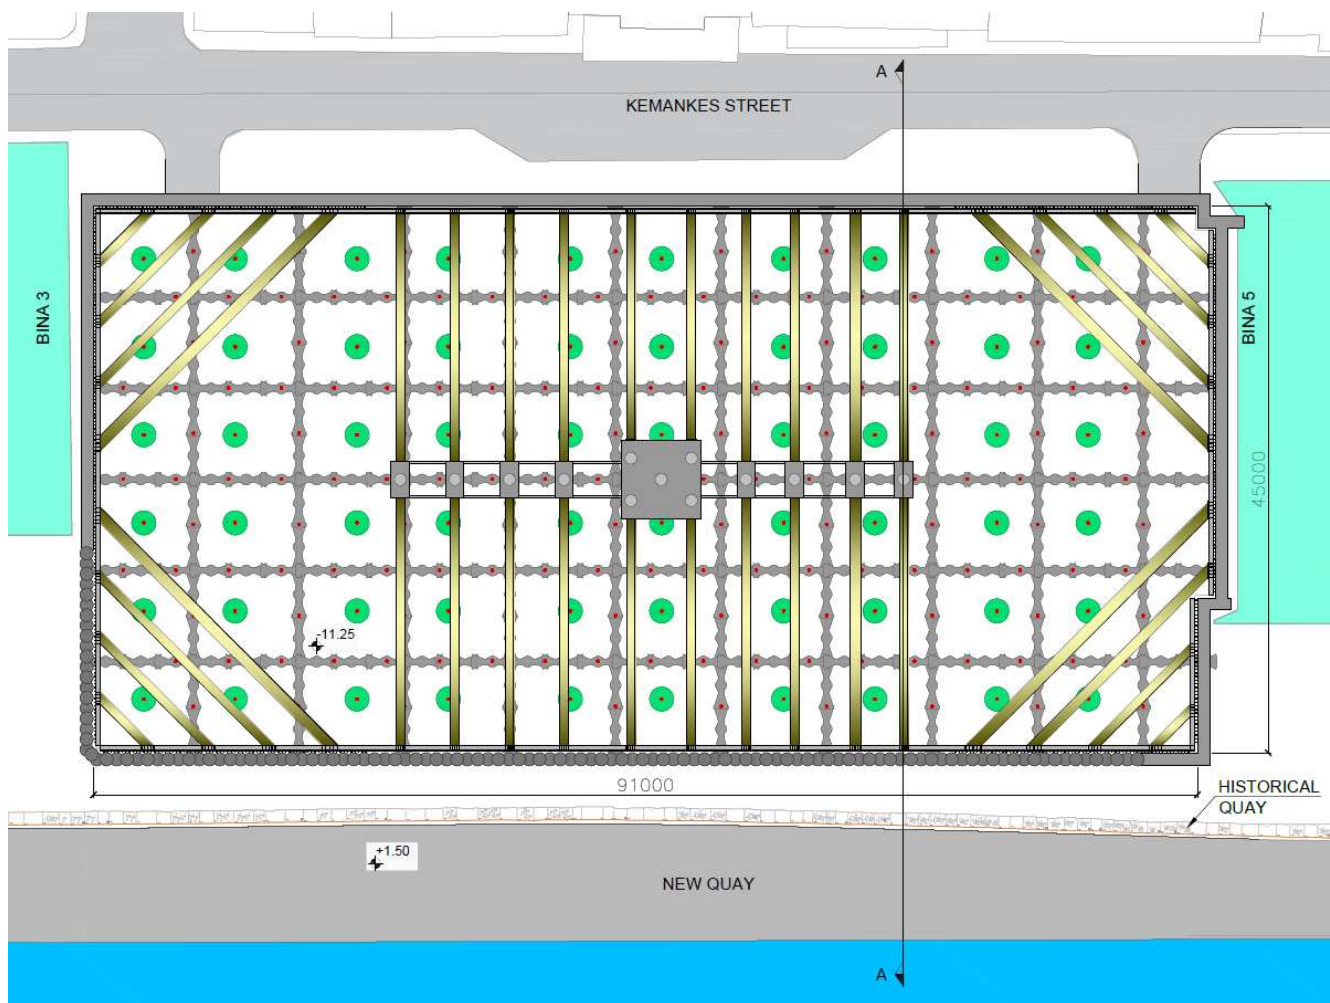 A
KEMANKES STREET
BINA 3
BINA 5
45000
-11.25
91000
HISTORICAL
QUAY
+1.50
NEW QUAY
A